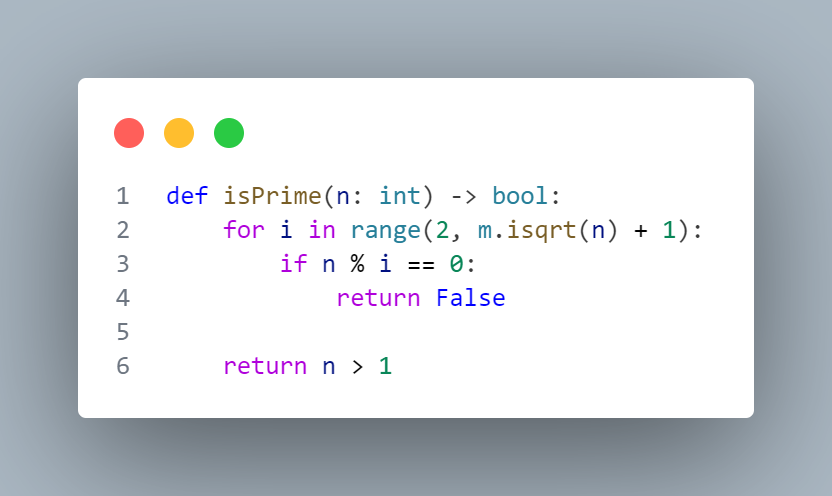 1 def isPrime(n: int) -> bool:
2     for i in range(2, m.isqrt(n) + 1):
3         if n % i == 0:
4             return False
5
6     return n > 1